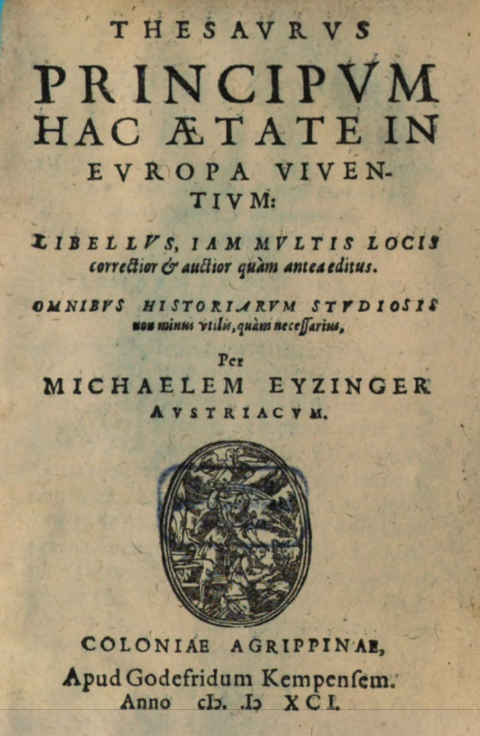 THESAVRVS
PRINCIPVM
HAC ÆTATE IN
EVROPA VIVEN-
TIVM:
LIBELLVS, IAM MVLTIS LOCIS
correctior & auctior quàm antea editus.
OMNIBVS HISTORIARVM STVDIOSIS
non minus vtilis, quàm necessarius,
Per
MICHAELEM EYZINGER
AVSTRIACVM.
COLONIAE AGRIPPINAE,
Apud Godefridum Kempensem.
Anno cIɔ. .Iɔ XCI.